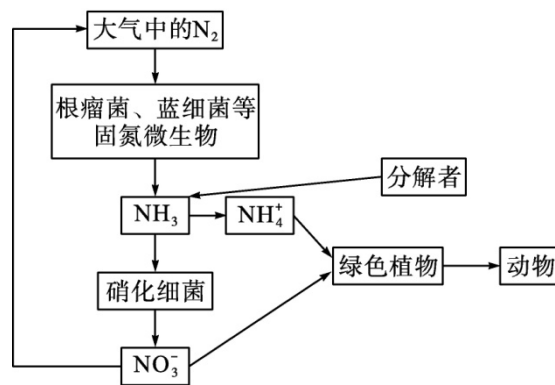 大气中的N₂
根瘤菌、蓝细菌等
固氮微生物
分解者
NH₃
NH₄⁺
绿色植物
动物
硝化细菌
NO₃⁻